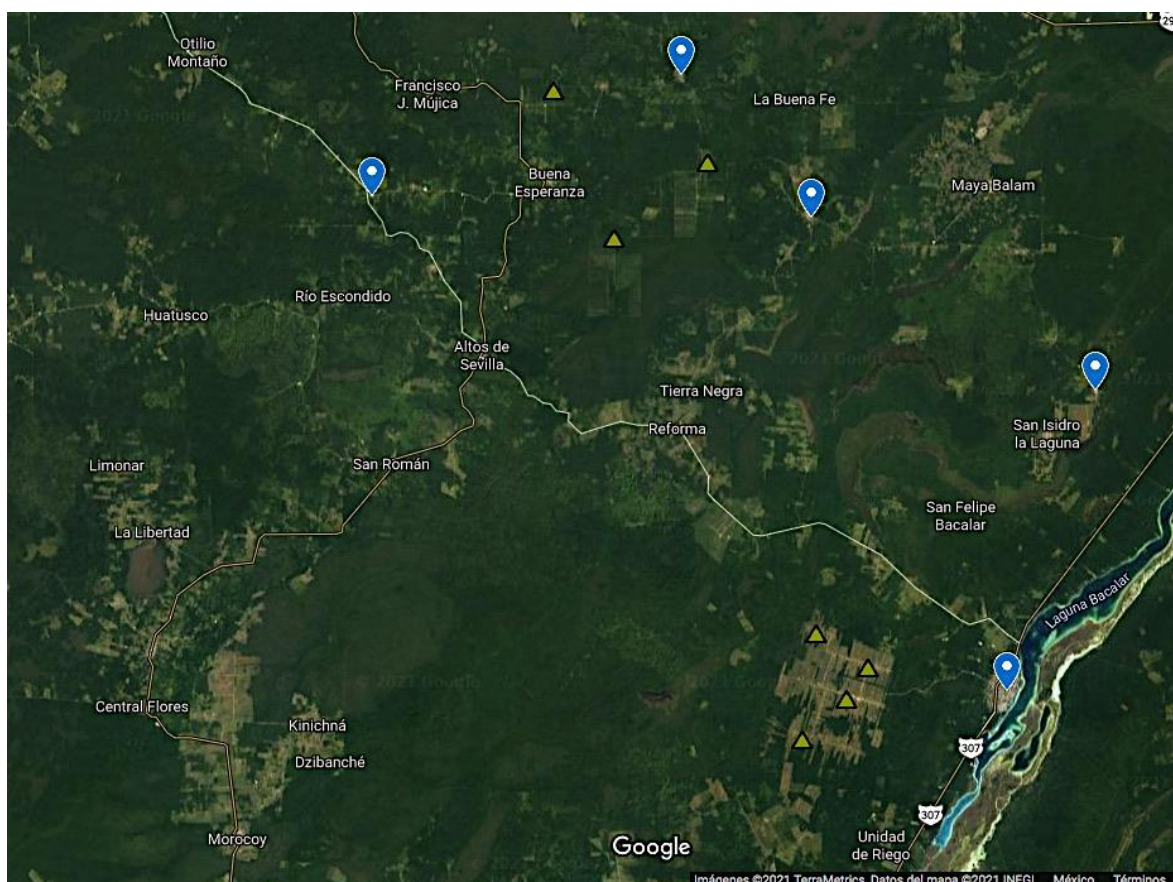 29
Otilio
Montaño
Francisco
J. Mújica
La Buena Fe
Buena
Esperanza
Maya Balam
Río Escondido
Huatusco
Altos de
Sevilla
Tierra Negra
Reforma
San Isidro
la Laguna
Limonar
San Román
San Felipe
Bacalar
La Libertad
Laguna Bacalar
Central Flores
Kinichná
Dzibanché
307
307
Morocoy
Unidad
de Riego
Google
Imágenes ©2021 TerraMetrics, Datos del mapa ©2021 INEGI México Términos